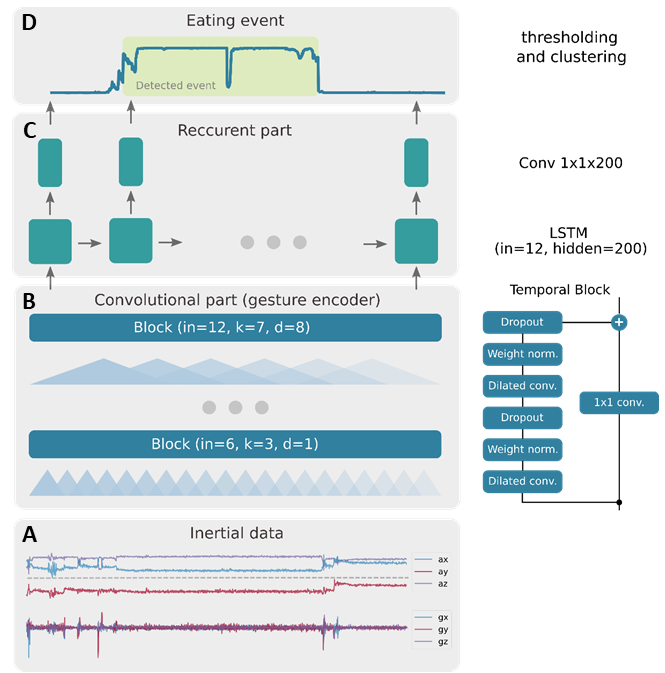 D
Eating event
Detected event
thresholding
and clustering
C
Reccurent part
Conv 1x1x200
LSTM
(in=12, hidden=200)
B
Convolutional part (gesture encoder)
Block (in=12, k=7, d=8)
Block (in=6, k=3, d=1)
Temporal Block
Dropout
+
Weight norm.
Dilated conv.
1x1 conv.
Dropout
Weight norm.
Dilated conv.
A
Inertial data
ax
ay
az
gx
gy
gz